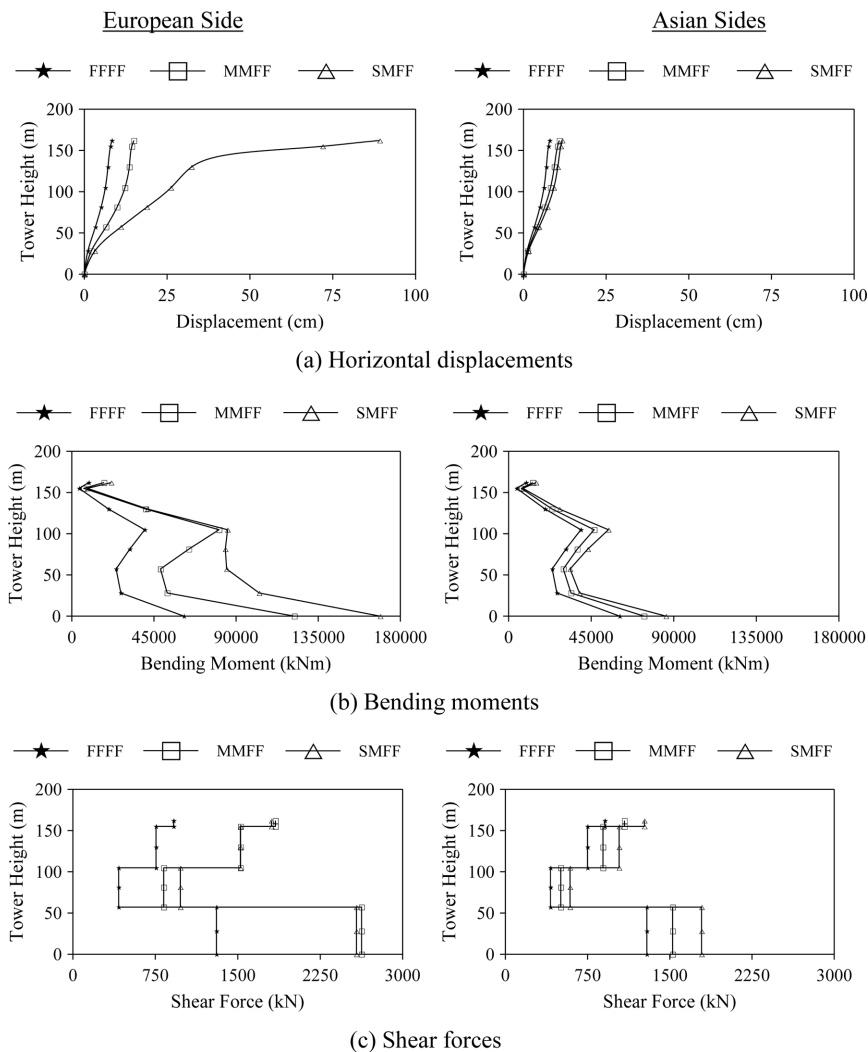 European Side
Asian Sides
FFFF MMFF SMFF
FFFF MMFF SMFF
Tower Height (m)
200
150
100
50
0
0 25 50 75 100
Displacement (cm)
Tower Height (m)
200
150
100
50
0
0 25 50 75 100
Displacement (cm)
(a) Horizontal displacements
FFFF MMFF SMFF
FFFF MMFF SMFF
Tower Height (m)
200
150
100
50
0
0 45000 90000 135000 180000
Bending Moment (kNm)
Tower Height (m)
200
150
100
50
0
0 45000 90000 135000 180000
Bending Moment (kNm)
(b) Bending moments
FFFF MMFF SMFF
FFFF MMFF SMFF
Tower Height (m)
200
150
100
50
0
0 750 1500 2250 3000
Shear Force (kN)
Tower Height (m)
200
150
100
50
0
0 750 1500 2250 3000
Shear Force (kN)
(c) Shear forces